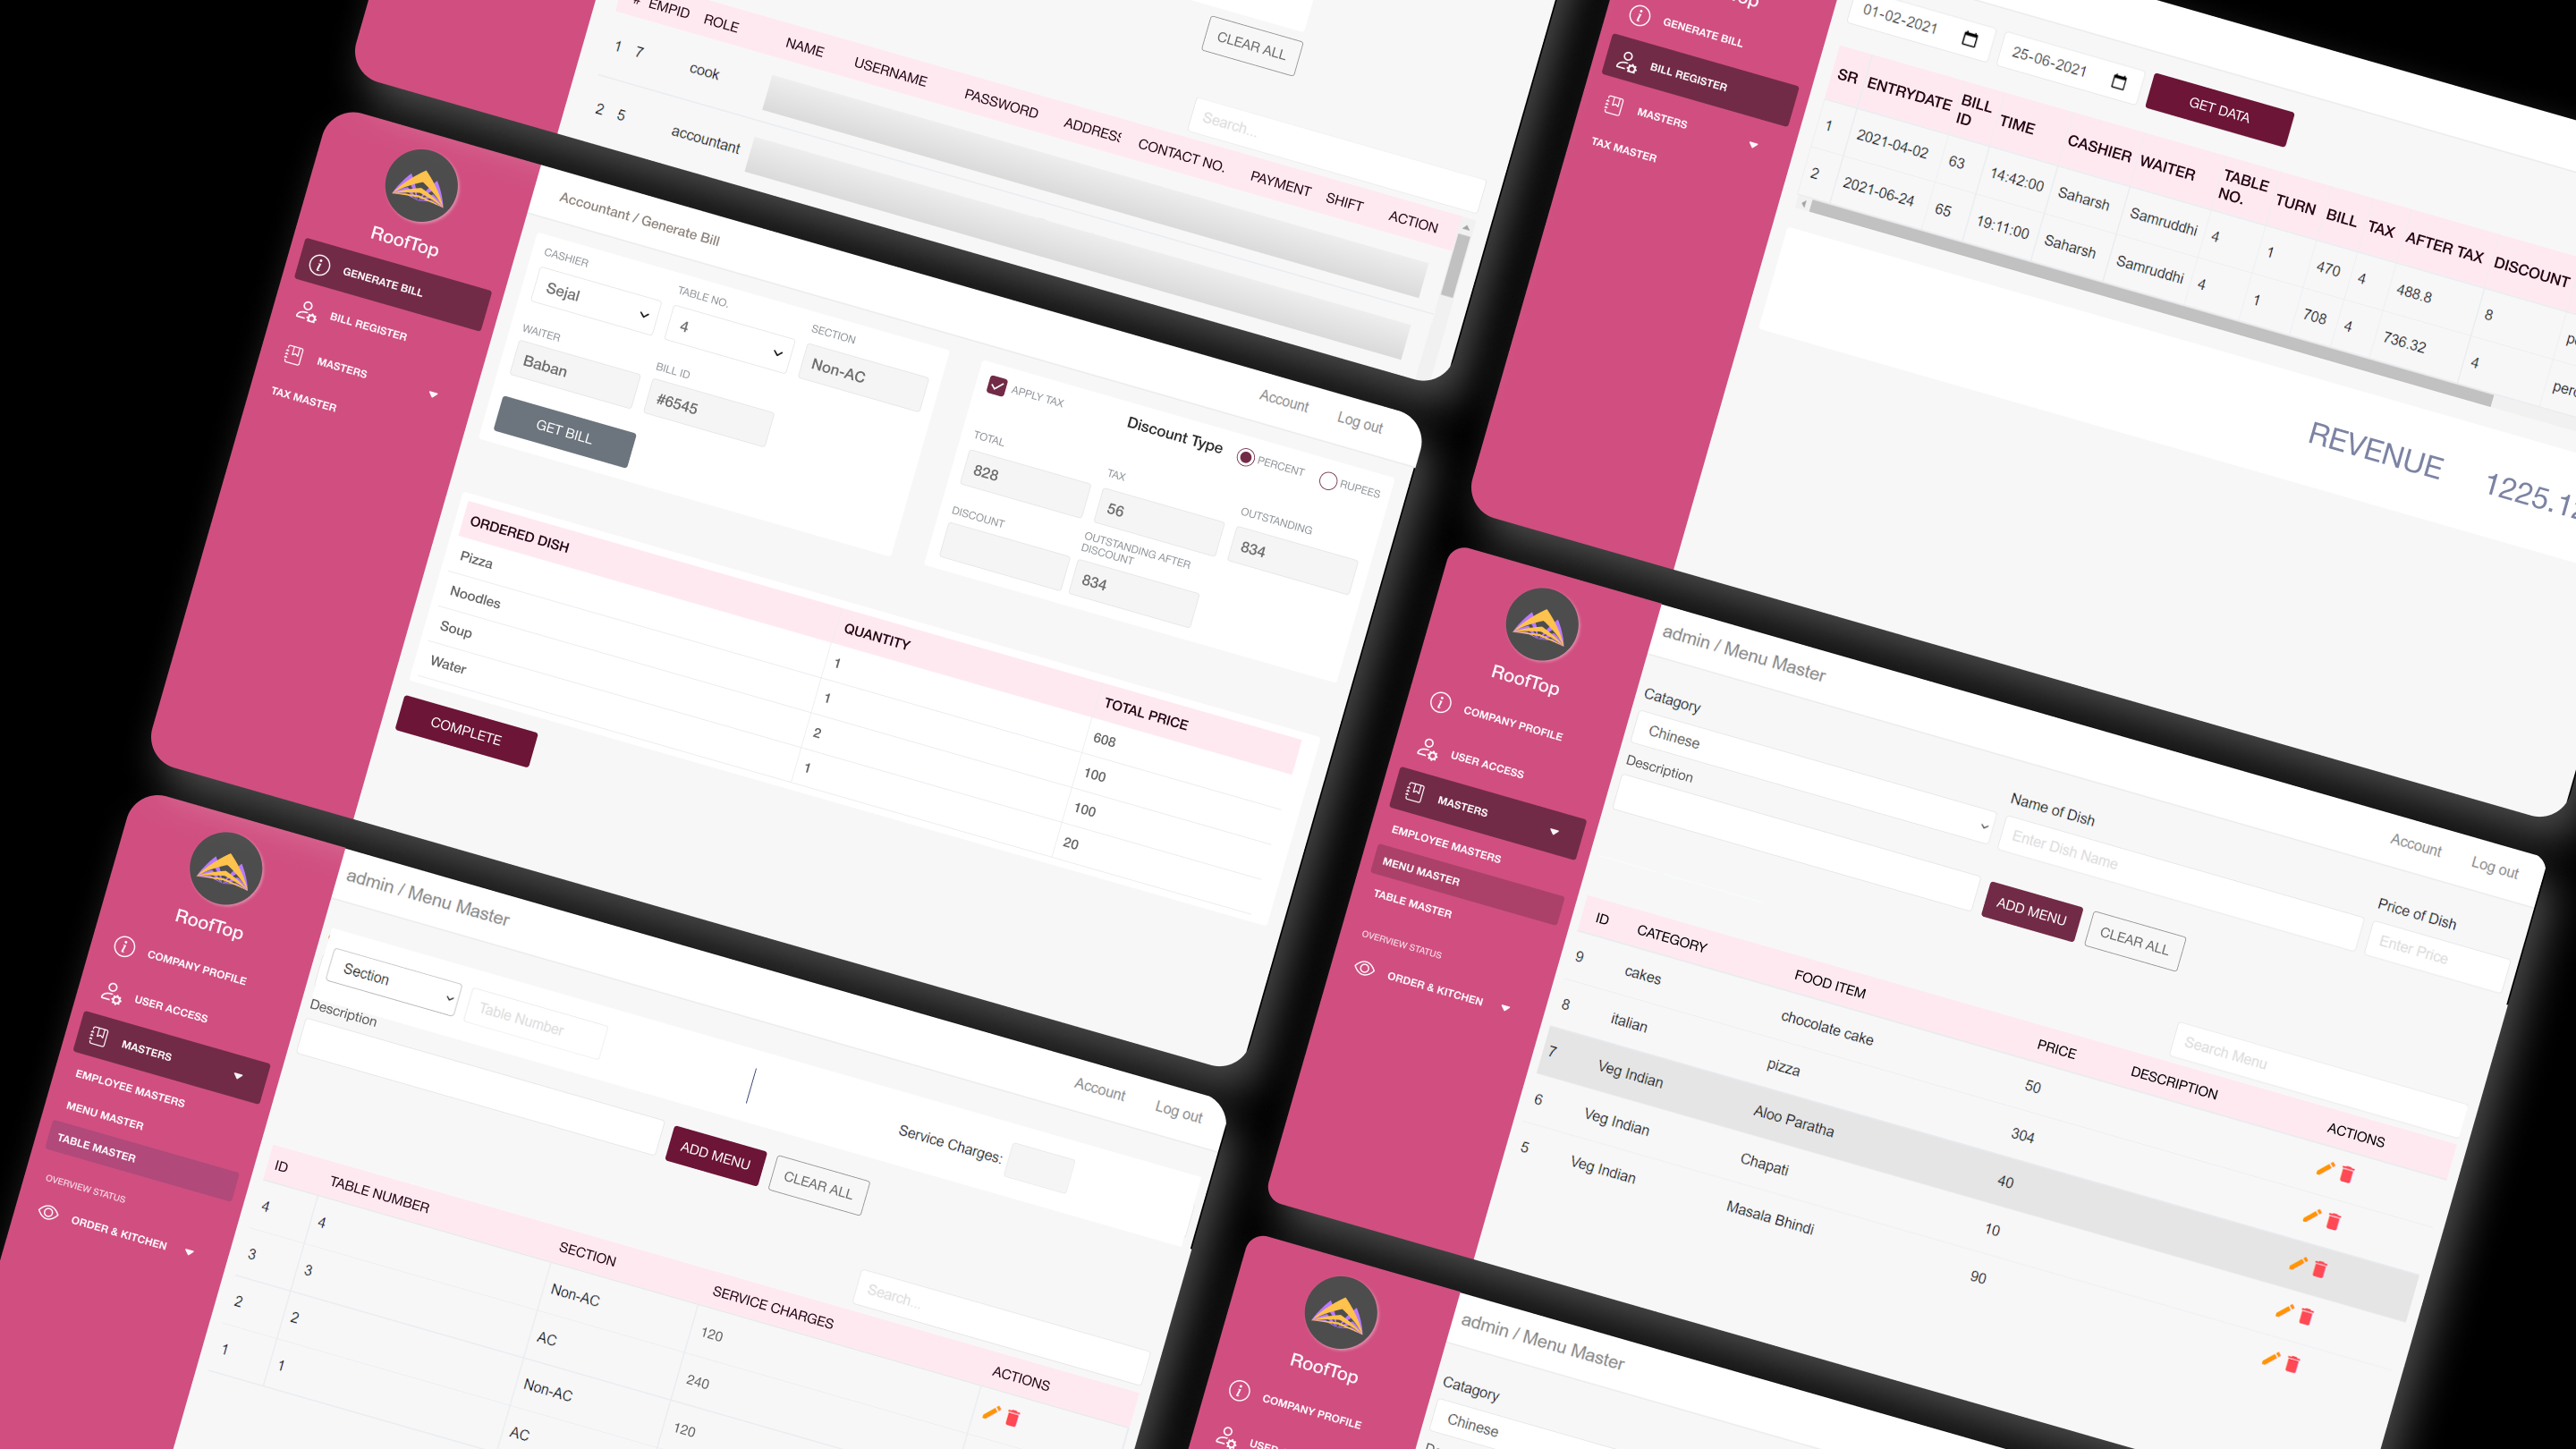 # EMPID ROLE NAME USERNAME PASSWORD ADDRESS CONTACT NO. PAYMENT SHIFT ACTION
CLEAR ALL
Search...
1 7 cook
2 5 accountant
RoofTop
GENERATE BILL
BILL REGISTER
MASTERS
TAX MASTER
Accountant / Generate Bill
Account Log out
CASHIER
Sejal
TABLE NO.
4
SECTION
Non-AC
WAITER
Baban
BILL ID
#6545
GET BILL
APPLY TAX
Discount Type PERCENT RUPEES
TOTAL
828
TAX
56
OUTSTANDING
834
DISCOUNT
OUTSTANDING AFTER
DISCOUNT
834
ORDERED DISH QUANTITY TOTAL PRICE
Pizza 1 608
Noodles 1 100
Soup 2 100
Water 1 20
COMPLETE
RoofTop
COMPANY PROFILE
USER ACCESS
MASTERS
EMPLOYEE MASTERS
MENU MASTER
TABLE MASTER
OVERVIEW STATUS
ORDER & KITCHEN
admin / Menu Master
Account Log out
Section
Table Number
Service Charges:
Description
ADD MENU
CLEAR ALL
Search...
ID TABLE NUMBER SECTION SERVICE CHARGES ACTIONS
4 4 Non-AC 120
3 3 AC 240
2 2 Non-AC 120
1 1 AC
GENERATE BILL
BILL REGISTER
MASTERS
TAX MASTER
01-02-2021
25-06-2021
GET DATA
SR ENTRYDATE BILL ID TIME CASHIER WAITER TABLE NO. TURN BILL TAX AFTER TAX DISCOUNT
1 2021-04-02 63 14:42:00 Saharsh Samruddhi 4 1 470 4 488.8 8
2 2021-06-24 65 19:11:00 Saharsh Samruddhi 4 1 708 4 736.32 4
REVENUE 1225.12
RoofTop
COMPANY PROFILE
USER ACCESS
MASTERS
EMPLOYEE MASTERS
MENU MASTER
TABLE MASTER
OVERVIEW STATUS
ORDER & KITCHEN
admin / Menu Master
Account Log out
Catagory
Chinese
Name of Dish
Enter Dish Name
Price of Dish
Enter Price
Description
ADD MENU
CLEAR ALL
Search Menu
ID CATEGORY FOOD ITEM PRICE DESCRIPTION ACTIONS
9 cakes chocolate cake 50
8 italian pizza 304
7 Veg Indian Aloo Paratha 40
6 Veg Indian Chapati 10
5 Veg Indian Masala Bhindi 90
RoofTop
COMPANY PROFILE
admin / Menu Master
Catagory
Chinese